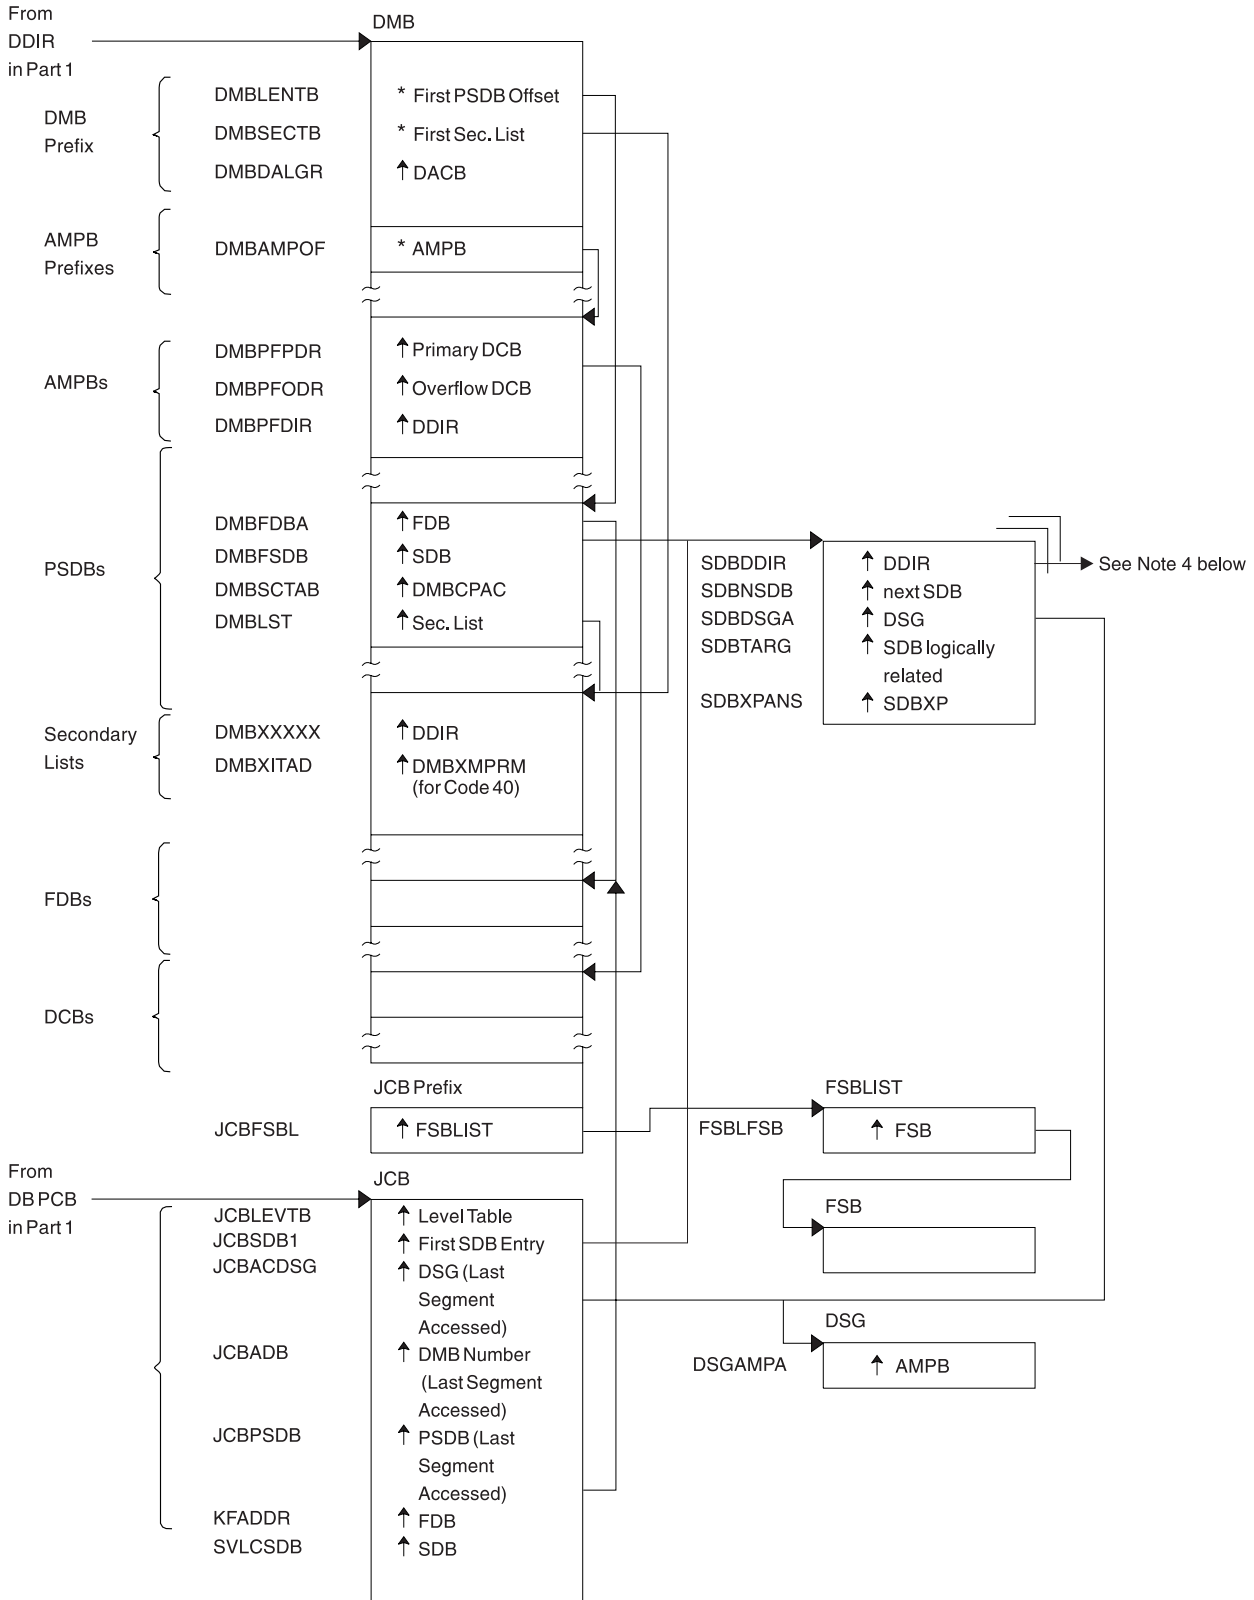 From
DDIR
in Part 1
DMB
DMB
Prefix
DMBLENTB
* First PSDB Offset
DMBSECTB
* First Sec. List
DMBDALGR
↑ DACB
AMPB
Prefixes
DMBAMPOF
* AMPB
AMPBs
DMBPFPDR
↑ Primary DCB
DMBPFODR
↑ Overflow DCB
DMBPFDIR
↑ DDIR
PSDBs
DMBFDBA
↑ FDB
DMBFSDB
↑ SDB
DMBSCTAB
↑ DMBCPAC
DMBLST
↑ Sec. List
SDBDDIR
↑ DDIR
SDBNSDB
↑ next SDB
SDBDSGA
↑ DSG
SDBTARG
↑ SDB logically
related
SDBXPANS
↑ SDBXP
See Note 4 below
Secondary
Lists
DMBXXXXX
↑ DDIR
DMBXITAD
↑ DMBXMPRM
(for Code 40)
FDBs
DCBs
JCB Prefix
JCBFSBL
↑ FSBLIST
FSBLIST
FSBLFSB
↑ FSB
FSB
From
DB PCB
in Part 1
JCB
JCBLEVTB
↑ Level Table
JCBSDB1
↑ First SDB Entry
JCBACDSG
↑ DSG (Last
Segment
Accessed)
JCBADB
↑ DMB Number
(Last Segment
Accessed)
JCBPSDB
↑ PSDB (Last
Segment
Accessed)
KFADDR
↑ FDB
SVLCSDB
↑ SDB
DSG
DSGAMPA
↑ AMPB